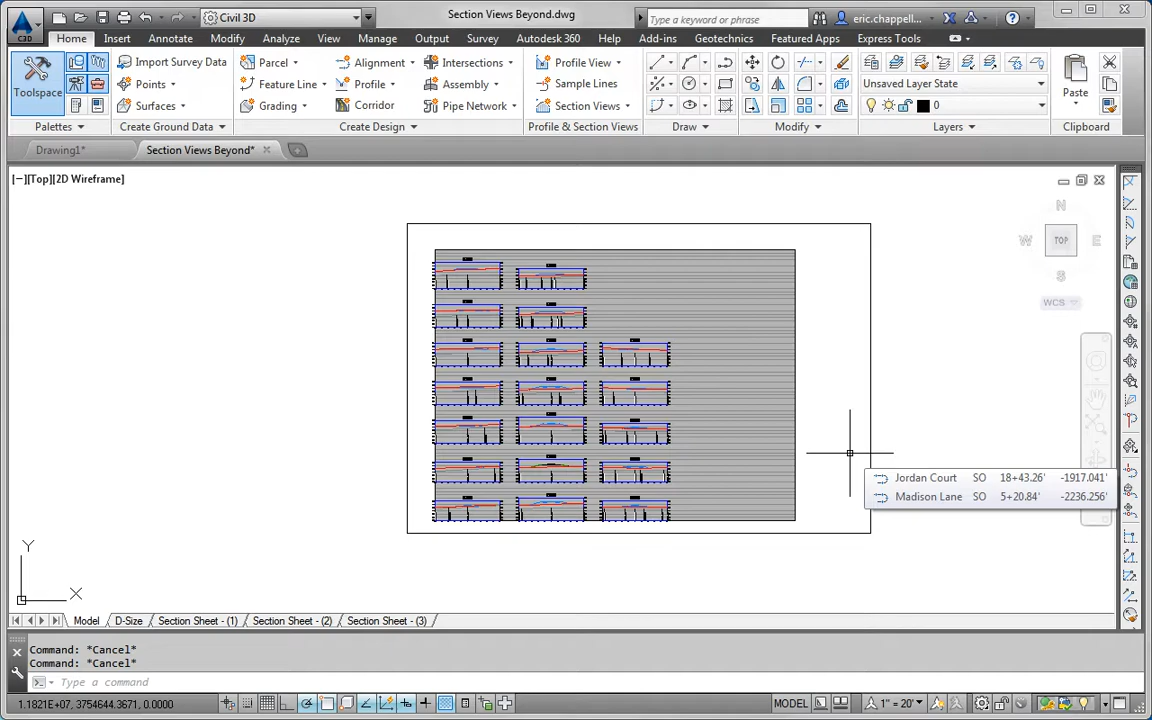 C3D
Civil 3D
Section Views Beyond.dwg
Type a keyword or phrase
eric.chappell...
Home Insert Annotate Modify Analyze View Manage Output Survey Autodesk 360 Help Add-ins Geotechnics Featured Apps Express Tools
Toolspace
Import Survey Data
Points
Surfaces
Parcel
Feature Line
Grading
Alignment
Profile
Corridor
Intersections
Assembly
Pipe Network
Profile View
Sample Lines
Section Views
Unsaved Layer State
0
Paste
Palettes
Create Ground Data
Create Design
Profile & Section Views
Draw
Modify
Layers
Clipboard
Drawing1*
Section Views Beyond*
[−][Top][2D Wireframe]
N
W TOP E
S
WCS
Jordan Court SO 18+43.26' -1917.041'
Madison Lane SO 5+20.84' -2236.256'
Y
X
Model D-Size Section Sheet - (1) Section Sheet - (2) Section Sheet - (3)
Command: *Cancel*
Command: *Cancel*
Type a command
1.1821E+07, 3754644.3671, 0.0000
MODEL
1" = 20'